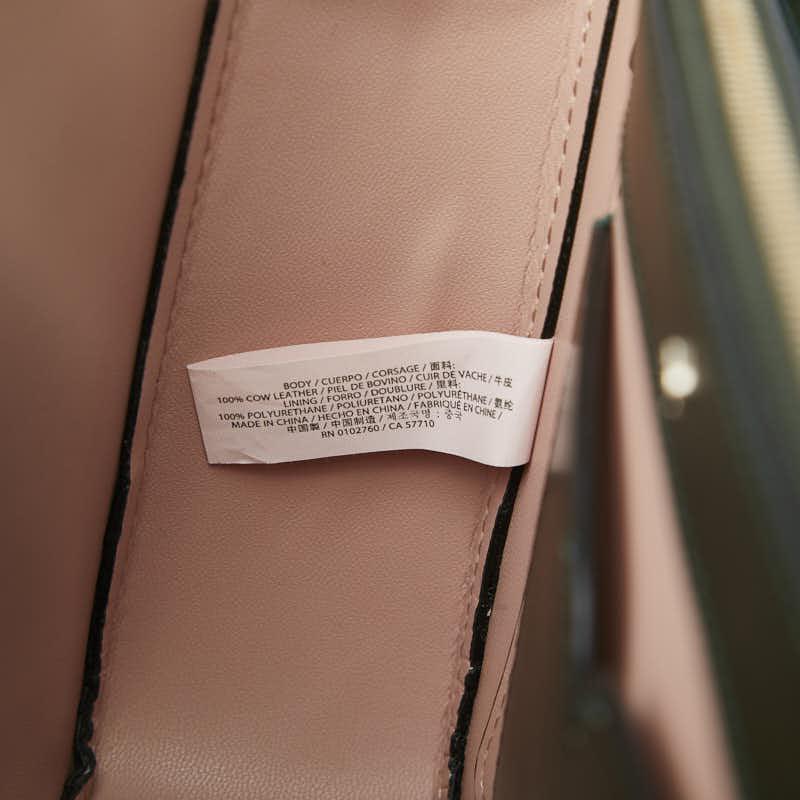 BODY / CUERPO / CORSAGE / 面料:
100% COW LEATHER / PIEL DE BOVINO / CUIR DE VACHE / 牛皮
LINING / FORRO / DOUBLURE / 里料:
100% POLYURETHANE / POLIURETANO / POLYURÉTHANE / 氨纶
MADE IN CHINA / HECHO EN CHINA / FABRIQUÉ EN CHINE /
中国製 / 中国制造 / 제조국명 : 중국
RN 0102760 / CA 57710